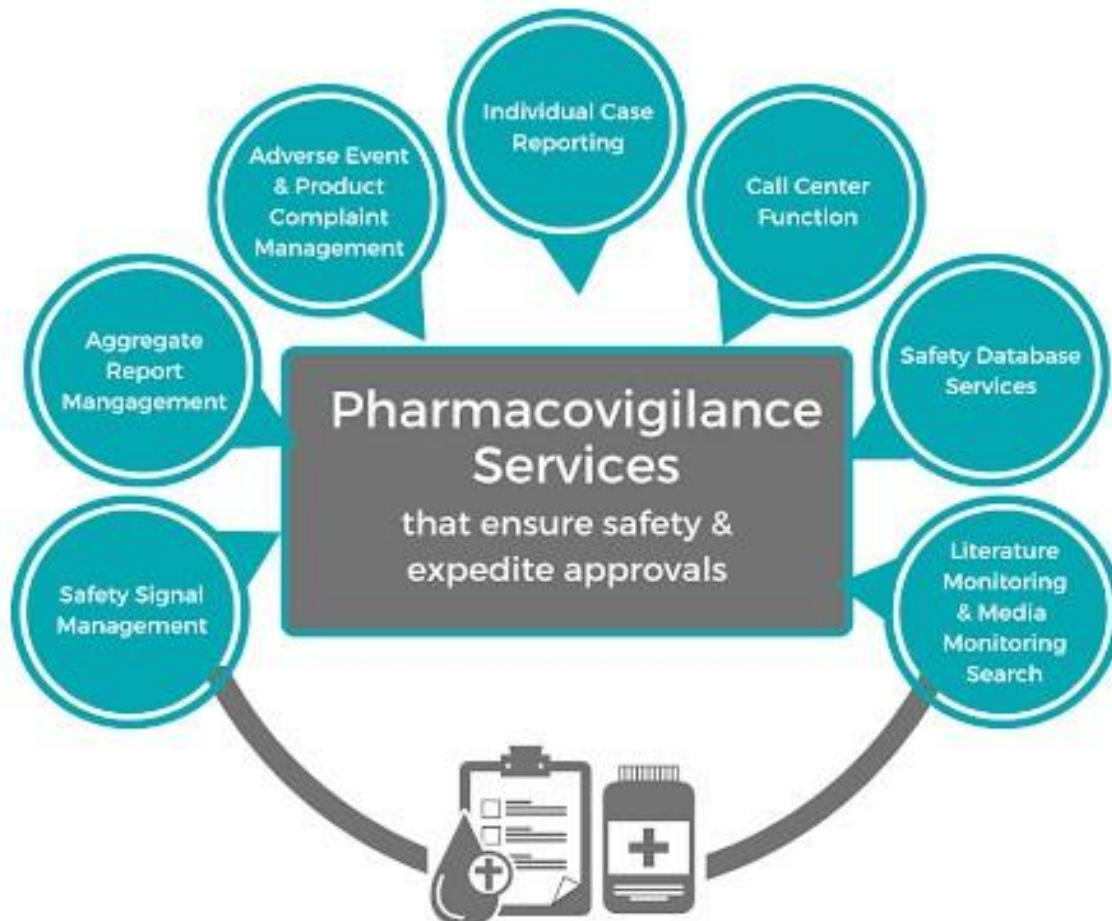 Individual Case
Reporting
Adverse Event
& Product
Complaint
Management
Call Center
Function
Aggregate
Report
Mangagement
Safety Database
Services
Pharmacovigilance
Services
that ensure safety &
expedite approvals
Safety Signal
Management
Literature
Monitoring
& Media
Monitoring
Search